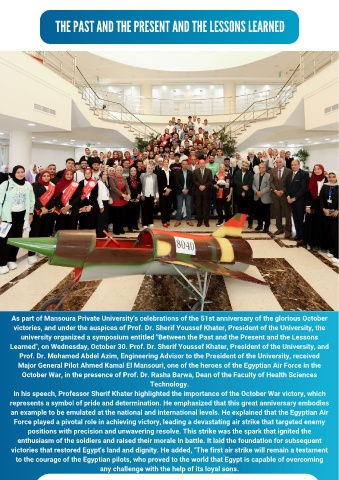 THE PAST AND THE PRESENT AND THE LESSONS LEARNED
8040
As part of Mansoura Private University's celebrations of the 51st anniversary of the glorious October
victories, and under the auspices of Prof. Dr. Sherif Youssef Khater, President of the University, the
university organized a symposium entitled "Between the Past and the Present and the Lessons
Learned", on Wednesday, October 30. Prof. Dr. Sherif Youssef Khater, President of the University, and
Prof. Dr. Mohamed Abdel Azim, Engineering Advisor to the President of the University, received
Major General Pilot Ahmed Kamal El Mansouri, one of the heroes of the Egyptian Air Force in the
October War, in the presence of Prof. Dr. Rasha Barwa, Dean of the Faculty of Health Sciences
Technology.
In his speech, Professor Sherif Khater highlighted the importance of the October War victory, which
represents a symbol of pride and determination. He emphasized that this great anniversary embodies
an example to be emulated at the national and international levels. He explained that the Egyptian Air
Force played a pivotal role in achieving victory, leading a devastating air strike that targeted enemy
positions with precision and unwavering resolve. This strike was the spark that ignited the
enthusiasm of the soldiers and raised their morale in battle. It laid the foundation for subsequent
victories that restored Egypt's land and dignity. He added, "The first air strike will remain a testament
to the courage of the Egyptian pilots, who proved to the world that Egypt is capable of overcoming
any challenge with the help of its loyal sons.